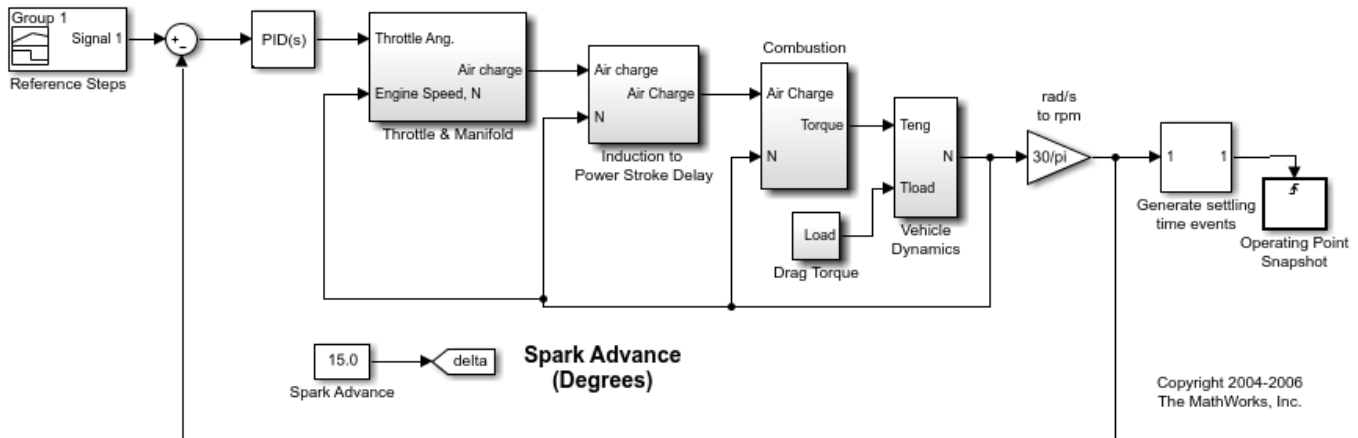 Group 1
Signal 1
Reference Steps
+
-
PID(s)
Throttle Ang.
Air charge
Engine Speed, N
Throttle & Manifold
Air charge
Air Charge
N
Induction to
Power Stroke Delay
Combustion
Air Charge
Torque
N
Load
Drag Torque
Teng
N
Tload
Vehicle
Dynamics
rad/s
to rpm
30/pi
1
1
Generate settling
time events
Operating Point
Snapshot
15.0
Spark Advance
delta
Spark Advance
(Degrees)
Copyright 2004-2006
The MathWorks, Inc.